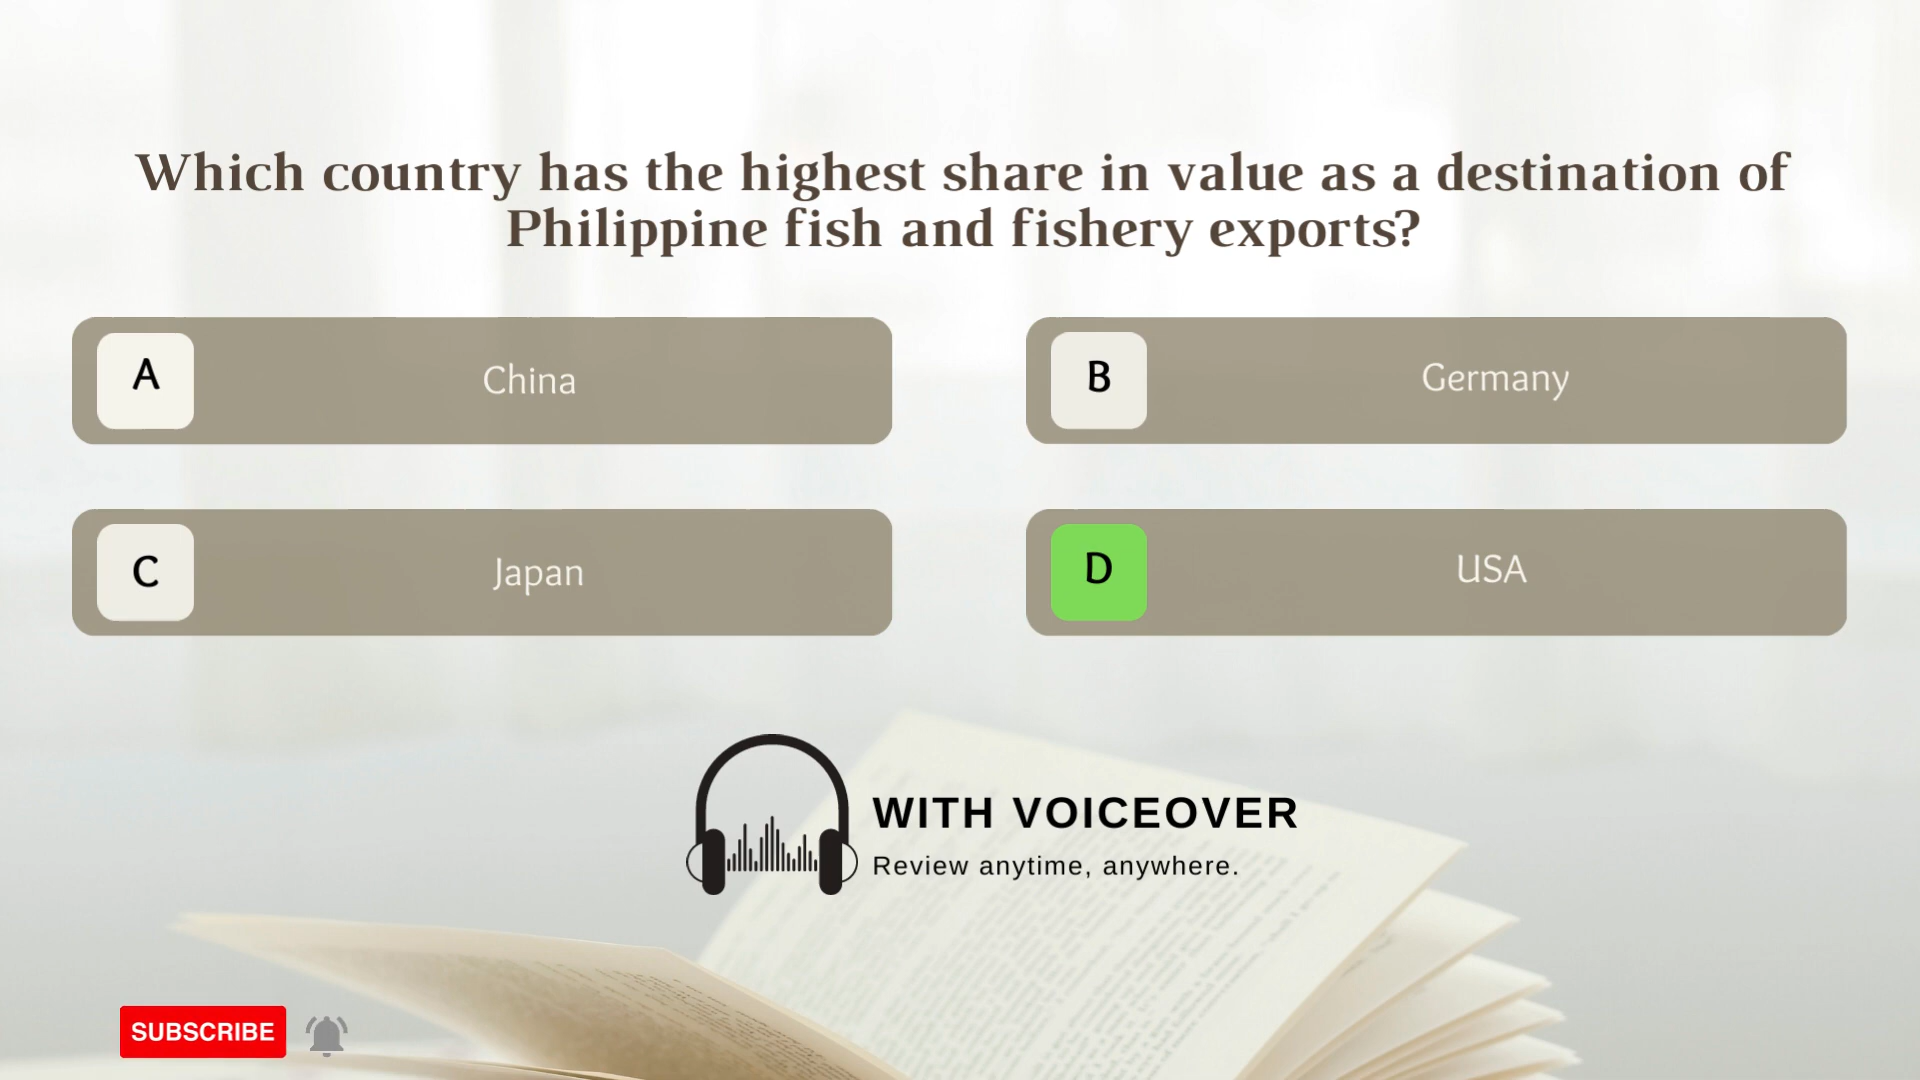 Which country has the highest share in value as a destination of
Philippine fish and fishery exports?
A
China
B
Germany
C
Japan
D
USA
WITH VOICEOVER
Review anytime, anywhere.
SUBSCRIBE